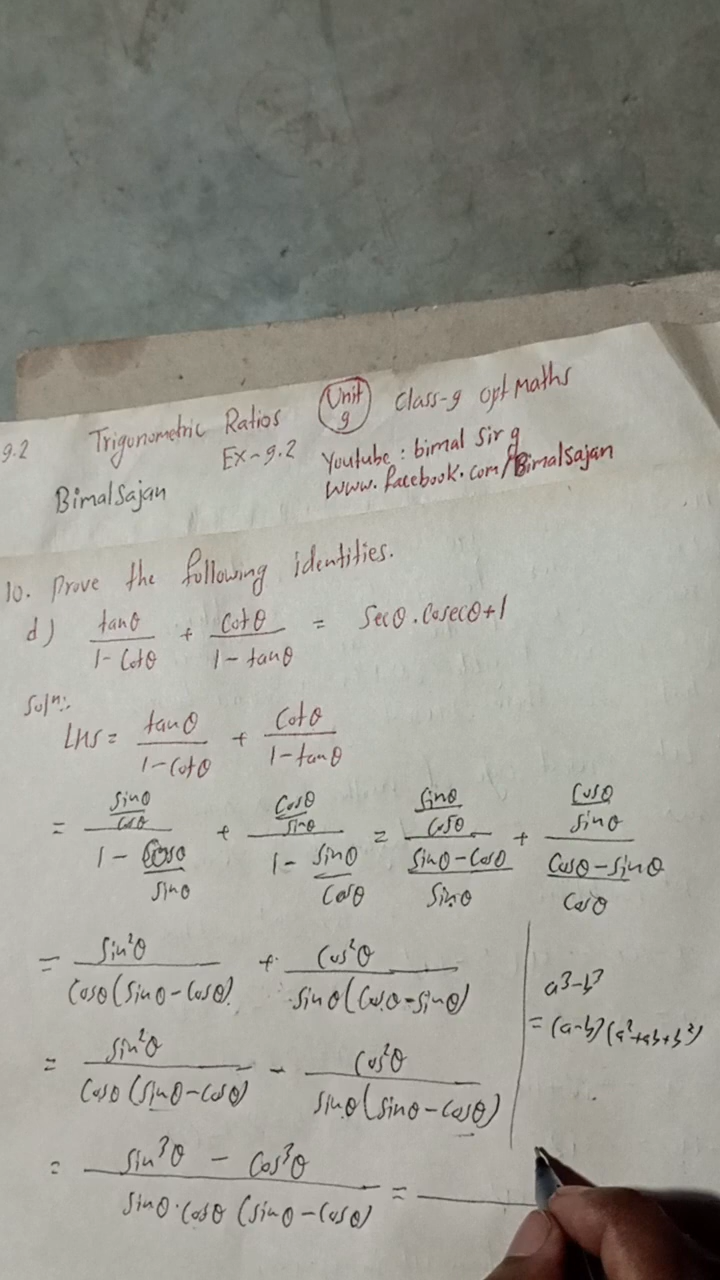 9.2 Trigonometric Ratios Unit 9 Class-9 opt Maths
Ex-9.2 Youtube: bimal Sir g
BimalSajan www.facebook.com/Bimalsajan
10. Prove the following identities.
d) tanθ/(1-Cotθ) + Cotθ/(1-tanθ) = Secθ.Cosecθ+1
Soln:
LHS = tanθ/(1-Cotθ) + Cotθ/(1-tanθ)
= (Sinθ/Cosθ)/(1 - Cosθ/Sinθ) + (Cosθ/Sinθ)/(1 - Sinθ/Cosθ) = (Sinθ/Cosθ)/((Sinθ-Cosθ)/Sinθ) + (Cosθ/Sinθ)/((Cosθ-Sinθ)/Cosθ)
= Sin²θ/(Cosθ(Sinθ-Cosθ)) + Cos²θ/(Sinθ(Cosθ-Sinθ))
a³-b³
= (a-b)(a²+ab+b²)
= Sin²θ/(Cosθ(Sinθ-Cosθ)) - Cos²θ/(Sinθ(Sinθ-Cosθ))
= (Sin³θ - Cos³θ)/(Sinθ.Cosθ(Sinθ-Cosθ)) =